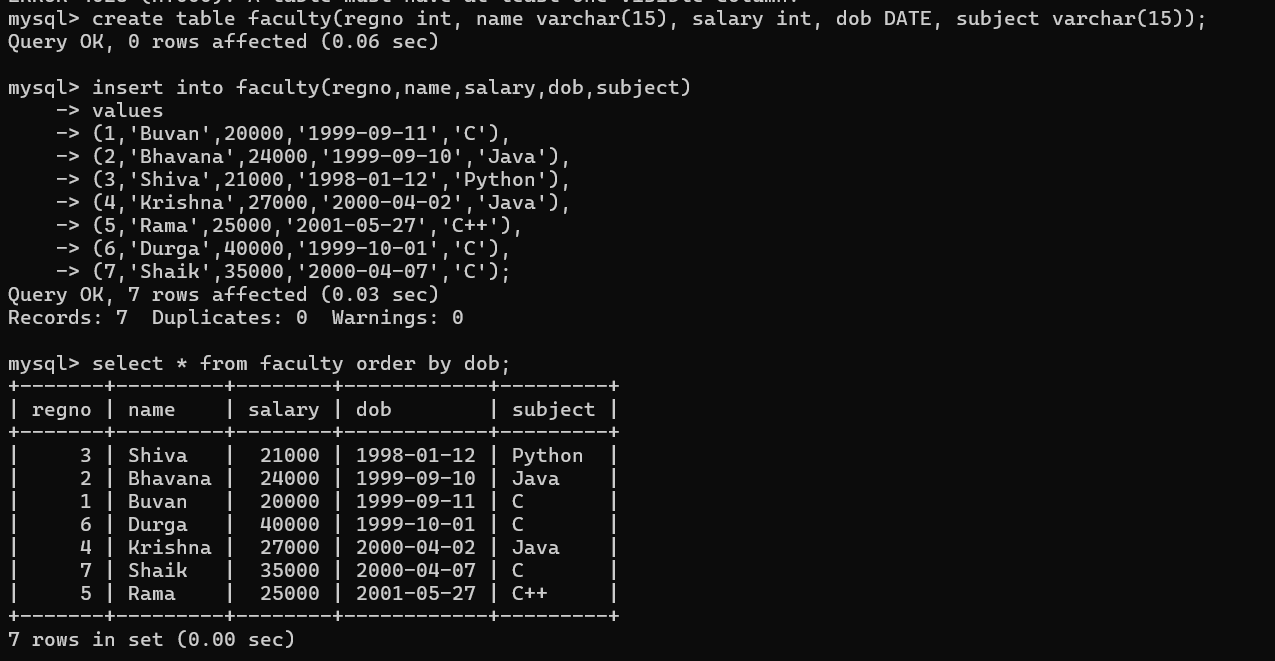 mysql> create table faculty(regno int, name varchar(15), salary int, dob DATE, subject varchar(15));
Query OK, 0 rows affected (0.06 sec)

mysql> insert into faculty(regno,name,salary,dob,subject)
    -> values
    -> (1,'Buvan',20000,'1999-09-11','C'),
    -> (2,'Bhavana',24000,'1999-09-10','Java'),
    -> (3,'Shiva',21000,'1998-01-12','Python'),
    -> (4,'Krishna',27000,'2000-04-02','Java'),
    -> (5,'Rama',25000,'2001-05-27','C++'),
    -> (6,'Durga',40000,'1999-10-01','C'),
    -> (7,'Shaik',35000,'2000-04-07','C');
Query OK, 7 rows affected (0.03 sec)
Records: 7  Duplicates: 0  Warnings: 0

mysql> select * from faculty order by dob;
+-------+---------+--------+------------+---------+
| regno | name    | salary | dob        | subject |
+-------+---------+--------+------------+---------+
|     3 | Shiva   |  21000 | 1998-01-12 | Python  |
|     2 | Bhavana |  24000 | 1999-09-10 | Java    |
|     1 | Buvan   |  20000 | 1999-09-11 | C       |
|     6 | Durga   |  40000 | 1999-10-01 | C       |
|     4 | Krishna |  27000 | 2000-04-02 | Java    |
|     7 | Shaik   |  35000 | 2000-04-07 | C       |
|     5 | Rama    |  25000 | 2001-05-27 | C++     |
+-------+---------+--------+------------+---------+
7 rows in set (0.00 sec)